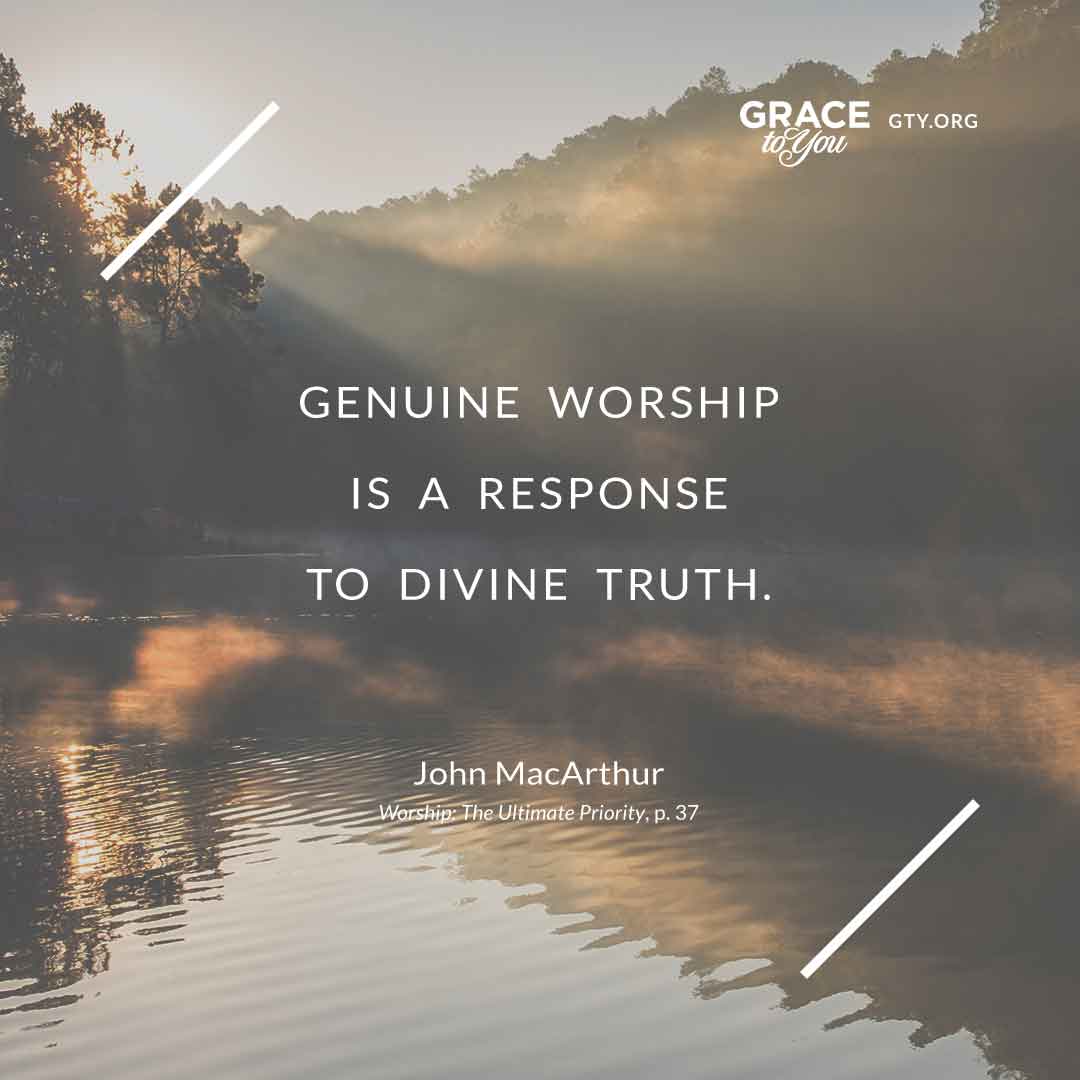 GRACE
to You
GTY.ORG
GENUINE WORSHIP
IS A RESPONSE
TO DIVINE TRUTH.
John MacArthur
Worship: The Ultimate Priority, p. 37